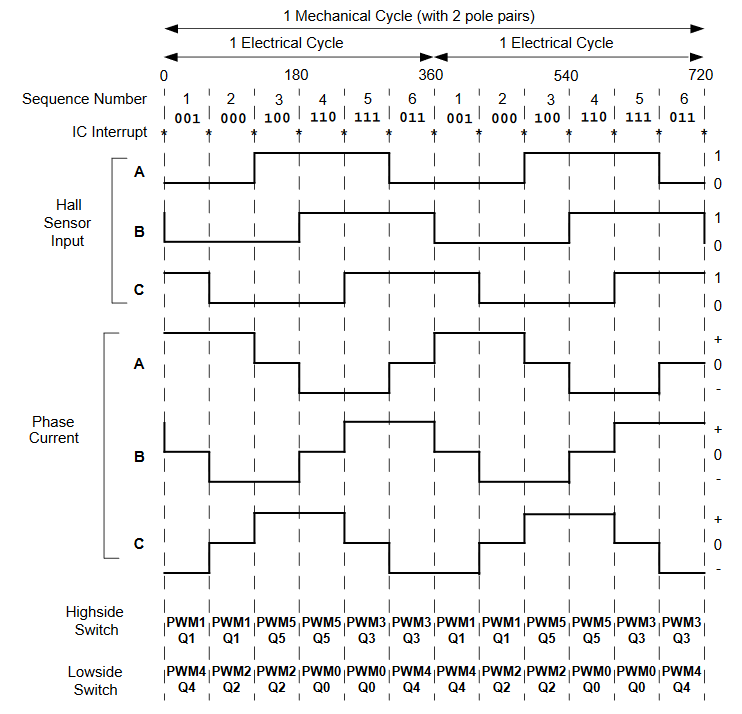 1 Mechanical Cycle (with 2 pole pairs)
1 Electrical Cycle 1 Electrical Cycle
0 180 360 540 720
Sequence Number 1 2 3 4 5 6 1 2 3 4 5 6
001 000 100 110 111 011 001 000 100 110 111 011
IC Interrupt * * * * * * * * * * * * *
A 1
0
Hall
Sensor
Input
B 1
0
C 1
0
A +
0
-
Phase
Current
B +
0
-
C +
0
-
Highside
Switch
PWM1 PWM1 PWM5 PWM5 PWM3 PWM3 PWM1 PWM1 PWM5 PWM5 PWM3 PWM3
Q1 Q1 Q5 Q5 Q3 Q3 Q1 Q1 Q5 Q5 Q3 Q3
Lowside
Switch
PWM4 PWM2 PWM2 PWM0 PWM0 PWM4 PWM4 PWM2 PWM2 PWM0 PWM0 PWM4
Q4 Q2 Q2 Q0 Q0 Q4 Q4 Q2 Q2 Q0 Q0 Q4